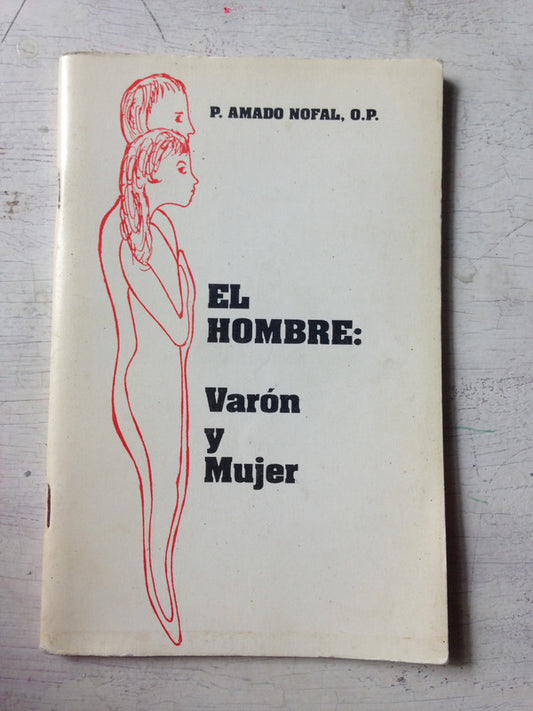 P. AMADO NOFAL, O.P.
EL
HOMBRE:
Varón
y
Mujer